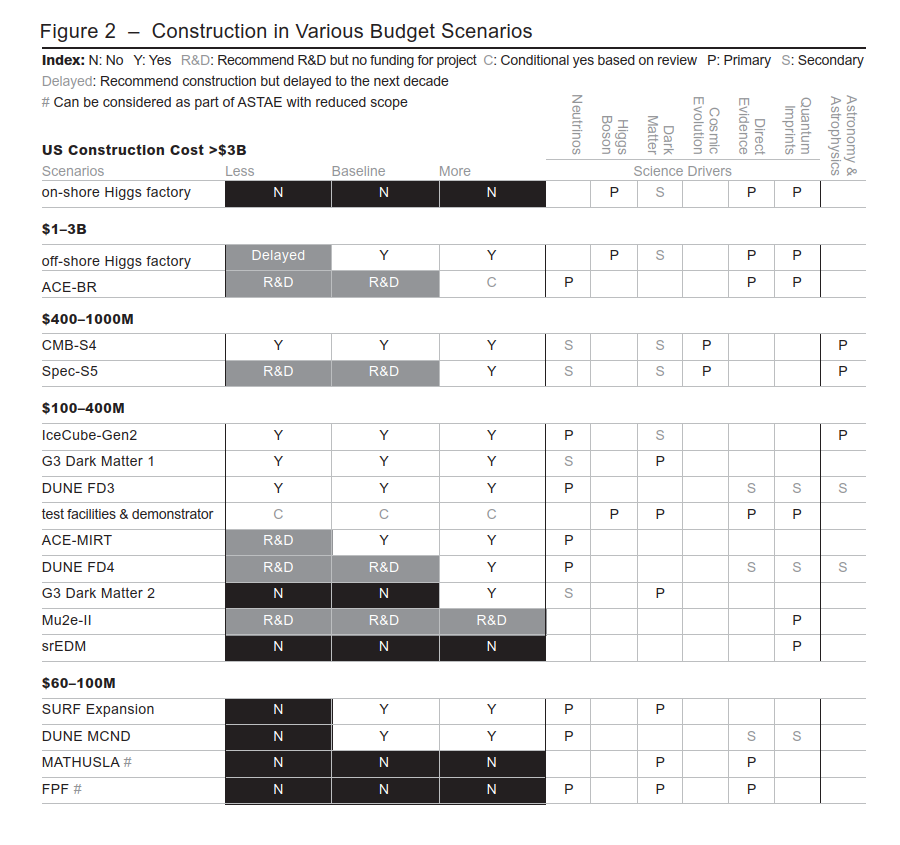 Figure 2 – Construction in Various Budget Scenarios
Index: N: No Y: Yes R&D: Recommend R&D but no funding for project C: Conditional yes based on review P: Primary S: Secondary
Delayed: Recommend construction but delayed to the next decade
# Can be considered as part of ASTAE with reduced scope
Neutrinos
Higgs
Boson
Dark
Matter
Cosmic
Evolution
Direct
Evidence
Quantum
Imprints
Astronomy &
Astrophysics
US Construction Cost >$3B
Scenarios Less Baseline More Science Drivers
on-shore Higgs factory N N N P S P P
$1–3B
off-shore Higgs factory Delayed Y Y P S P P
ACE-BR R&D R&D C P P P
$400–1000M
CMB-S4 Y Y Y S S P P
Spec-S5 R&D R&D Y S S P P
$100–400M
IceCube-Gen2 Y Y Y P S P
G3 Dark Matter 1 Y Y Y S P
DUNE FD3 Y Y Y P S S S
test facilities & demonstrator C C C P P P P
ACE-MIRT R&D Y Y P
DUNE FD4 R&D R&D Y P S S S
G3 Dark Matter 2 N N Y S P
Mu2e-II R&D R&D R&D P
srEDM N N N P
$60–100M
SURF Expansion N Y Y P P
DUNE MCND N Y Y P S S
MATHUSLA # N N N P P
FPF # N N N P P P